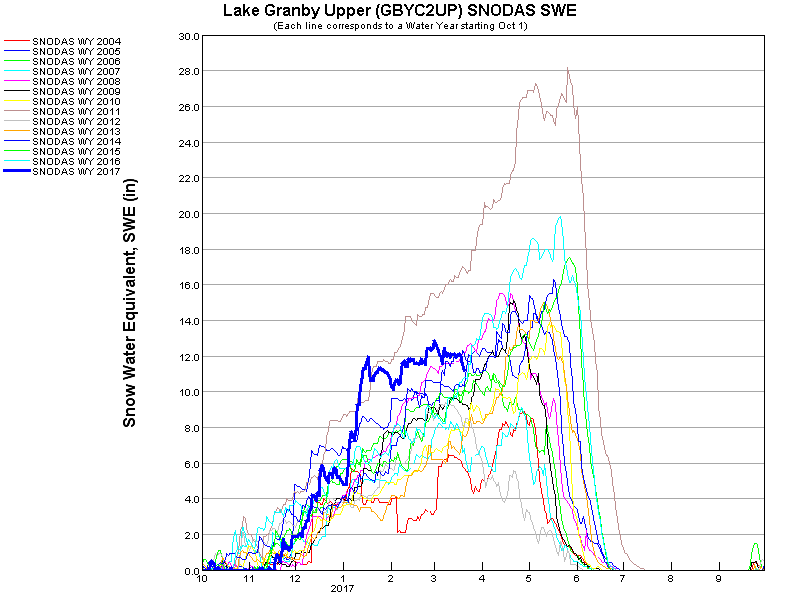 Lake Granby Upper (GBYC2UP) SNODAS SWE
(Each line corresponds to a Water Year starting Oct 1)
SNODAS WY 2004
SNODAS WY 2005
SNODAS WY 2006
SNODAS WY 2007
SNODAS WY 2008
SNODAS WY 2009
SNODAS WY 2010
SNODAS WY 2011
SNODAS WY 2012
SNODAS WY 2013
SNODAS WY 2014
SNODAS WY 2015
SNODAS WY 2016
SNODAS WY 2017
Snow Water Equivalent, SWE (in)
30.0
28.0
26.0
24.0
22.0
20.0
18.0
16.0
14.0
12.0
10.0
8.0
6.0
4.0
2.0
0.0
10 11 12 1 2 3 4 5 6 7 8 9
2017